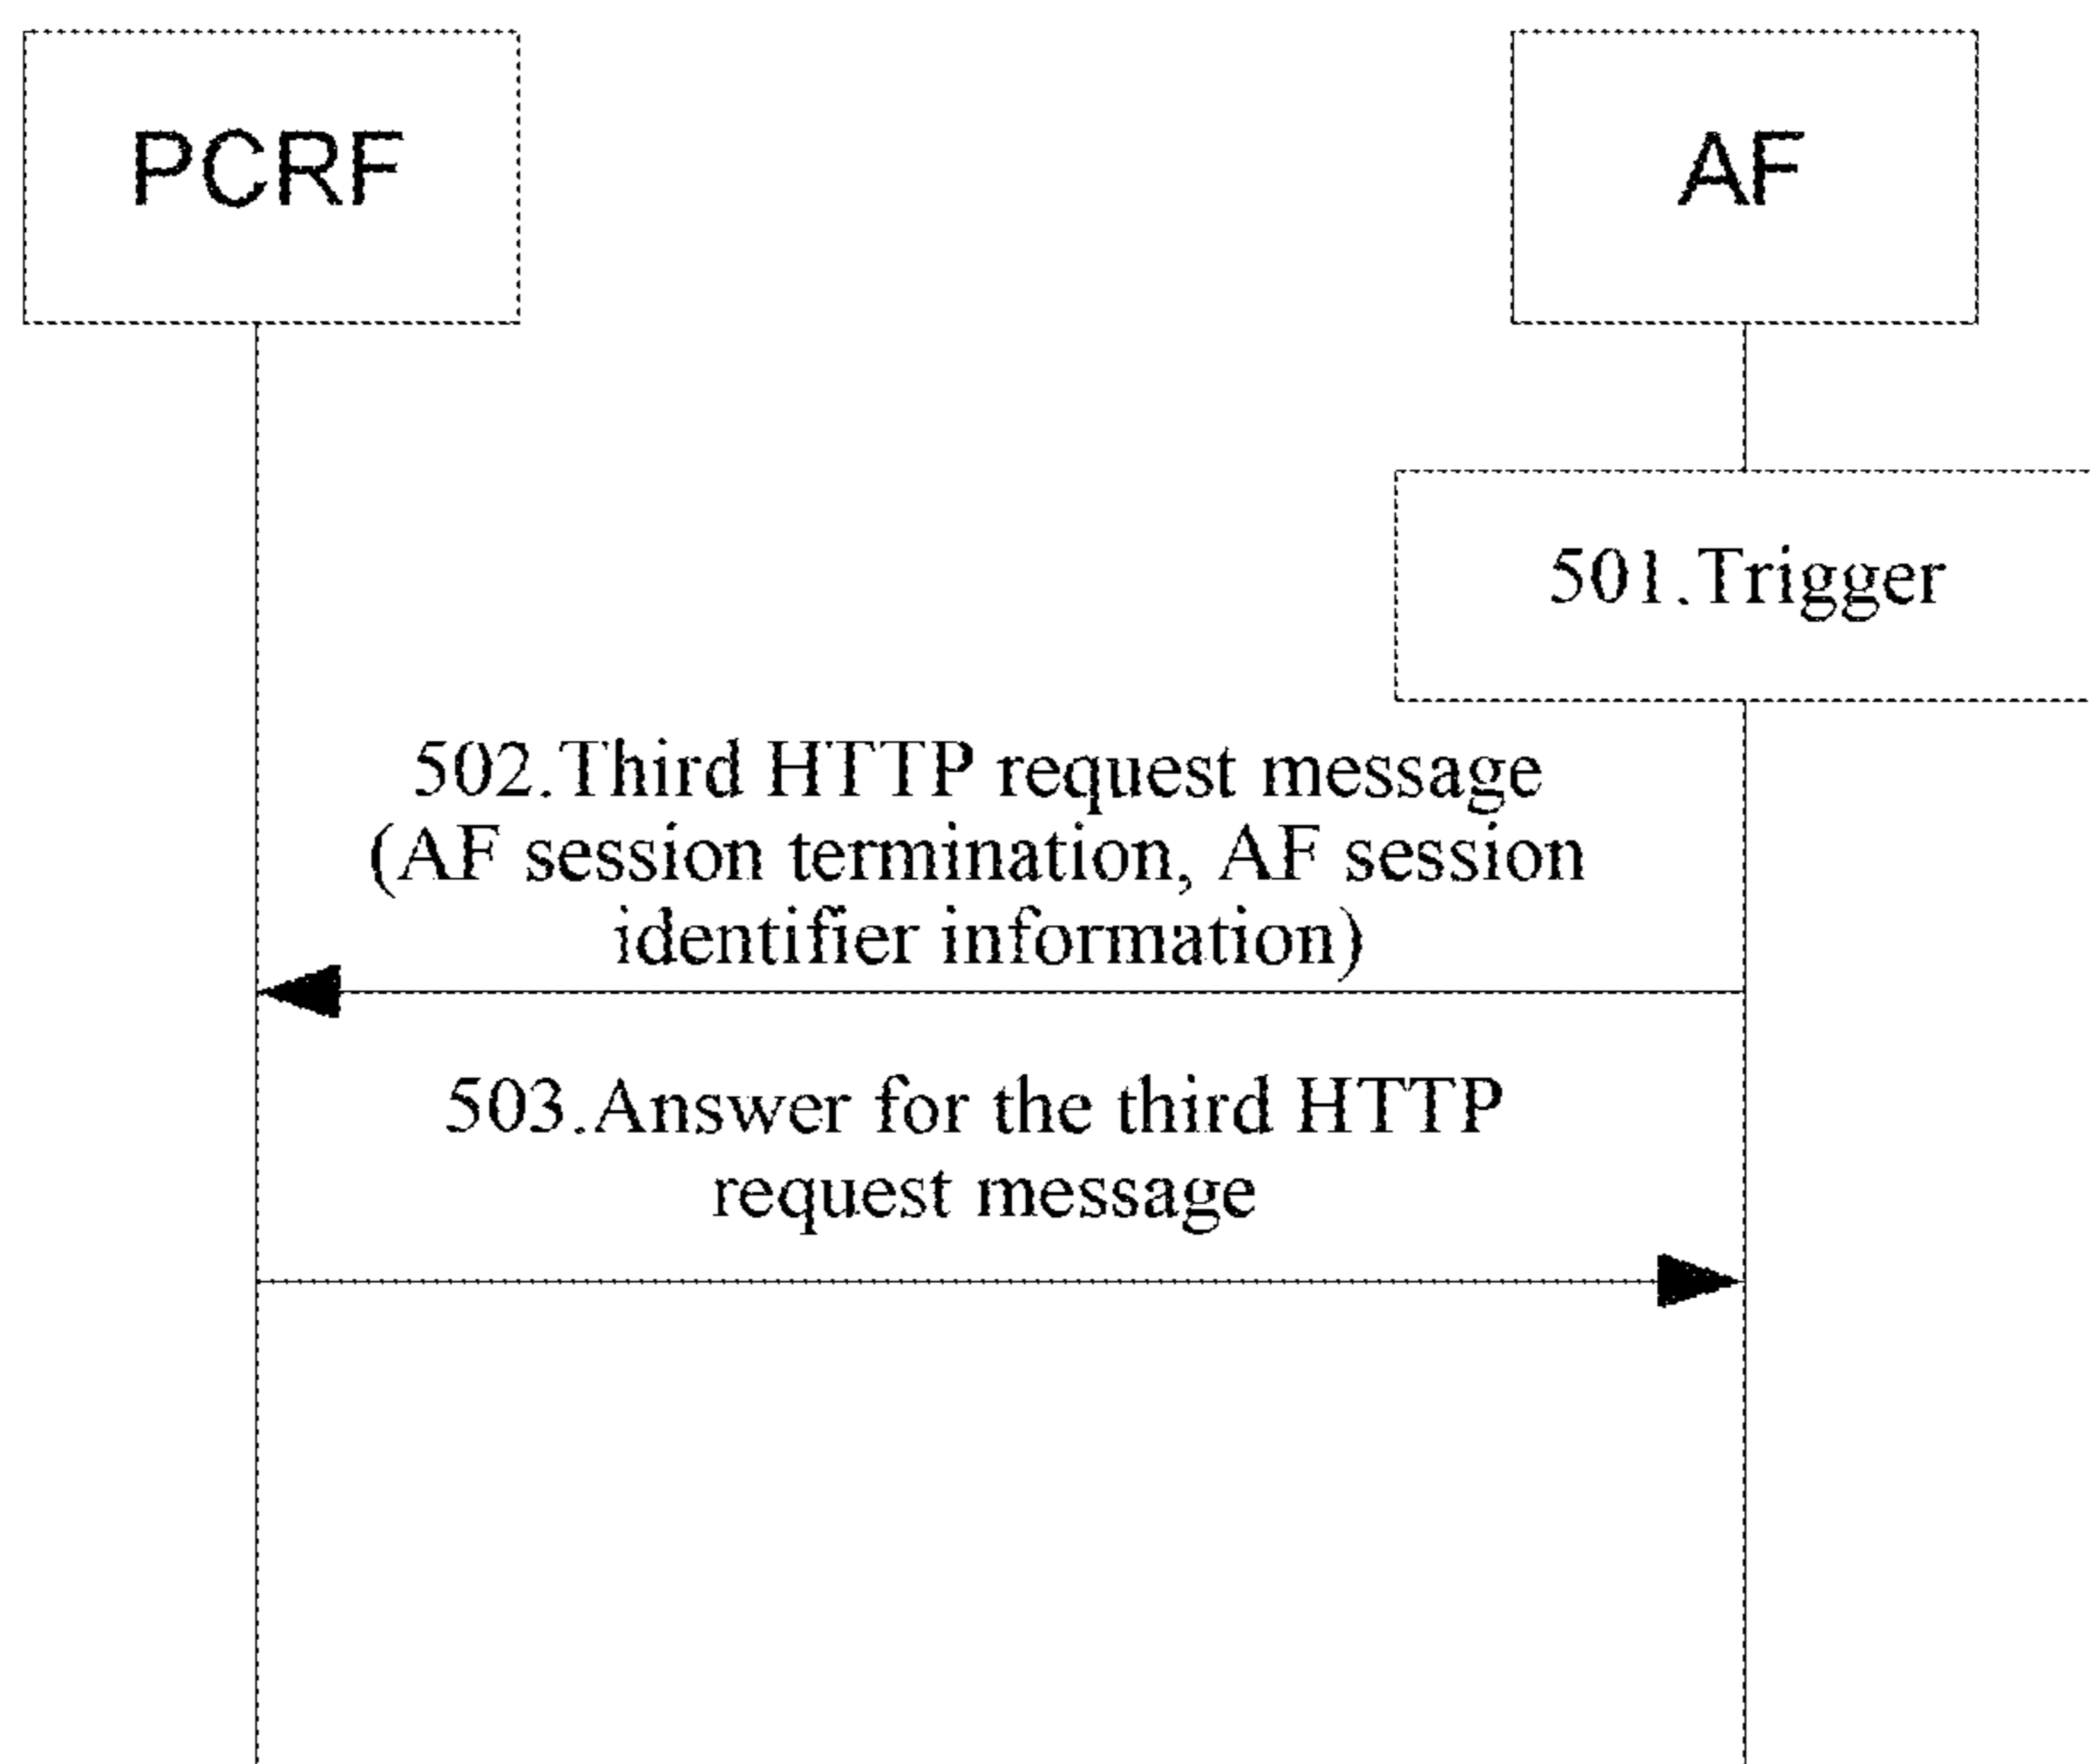 PCRF
AF
501.Trigger
502.Third HTTP request message
(AF session termination, AF session
identifier information)
503.Answer for the third HTTP
request message